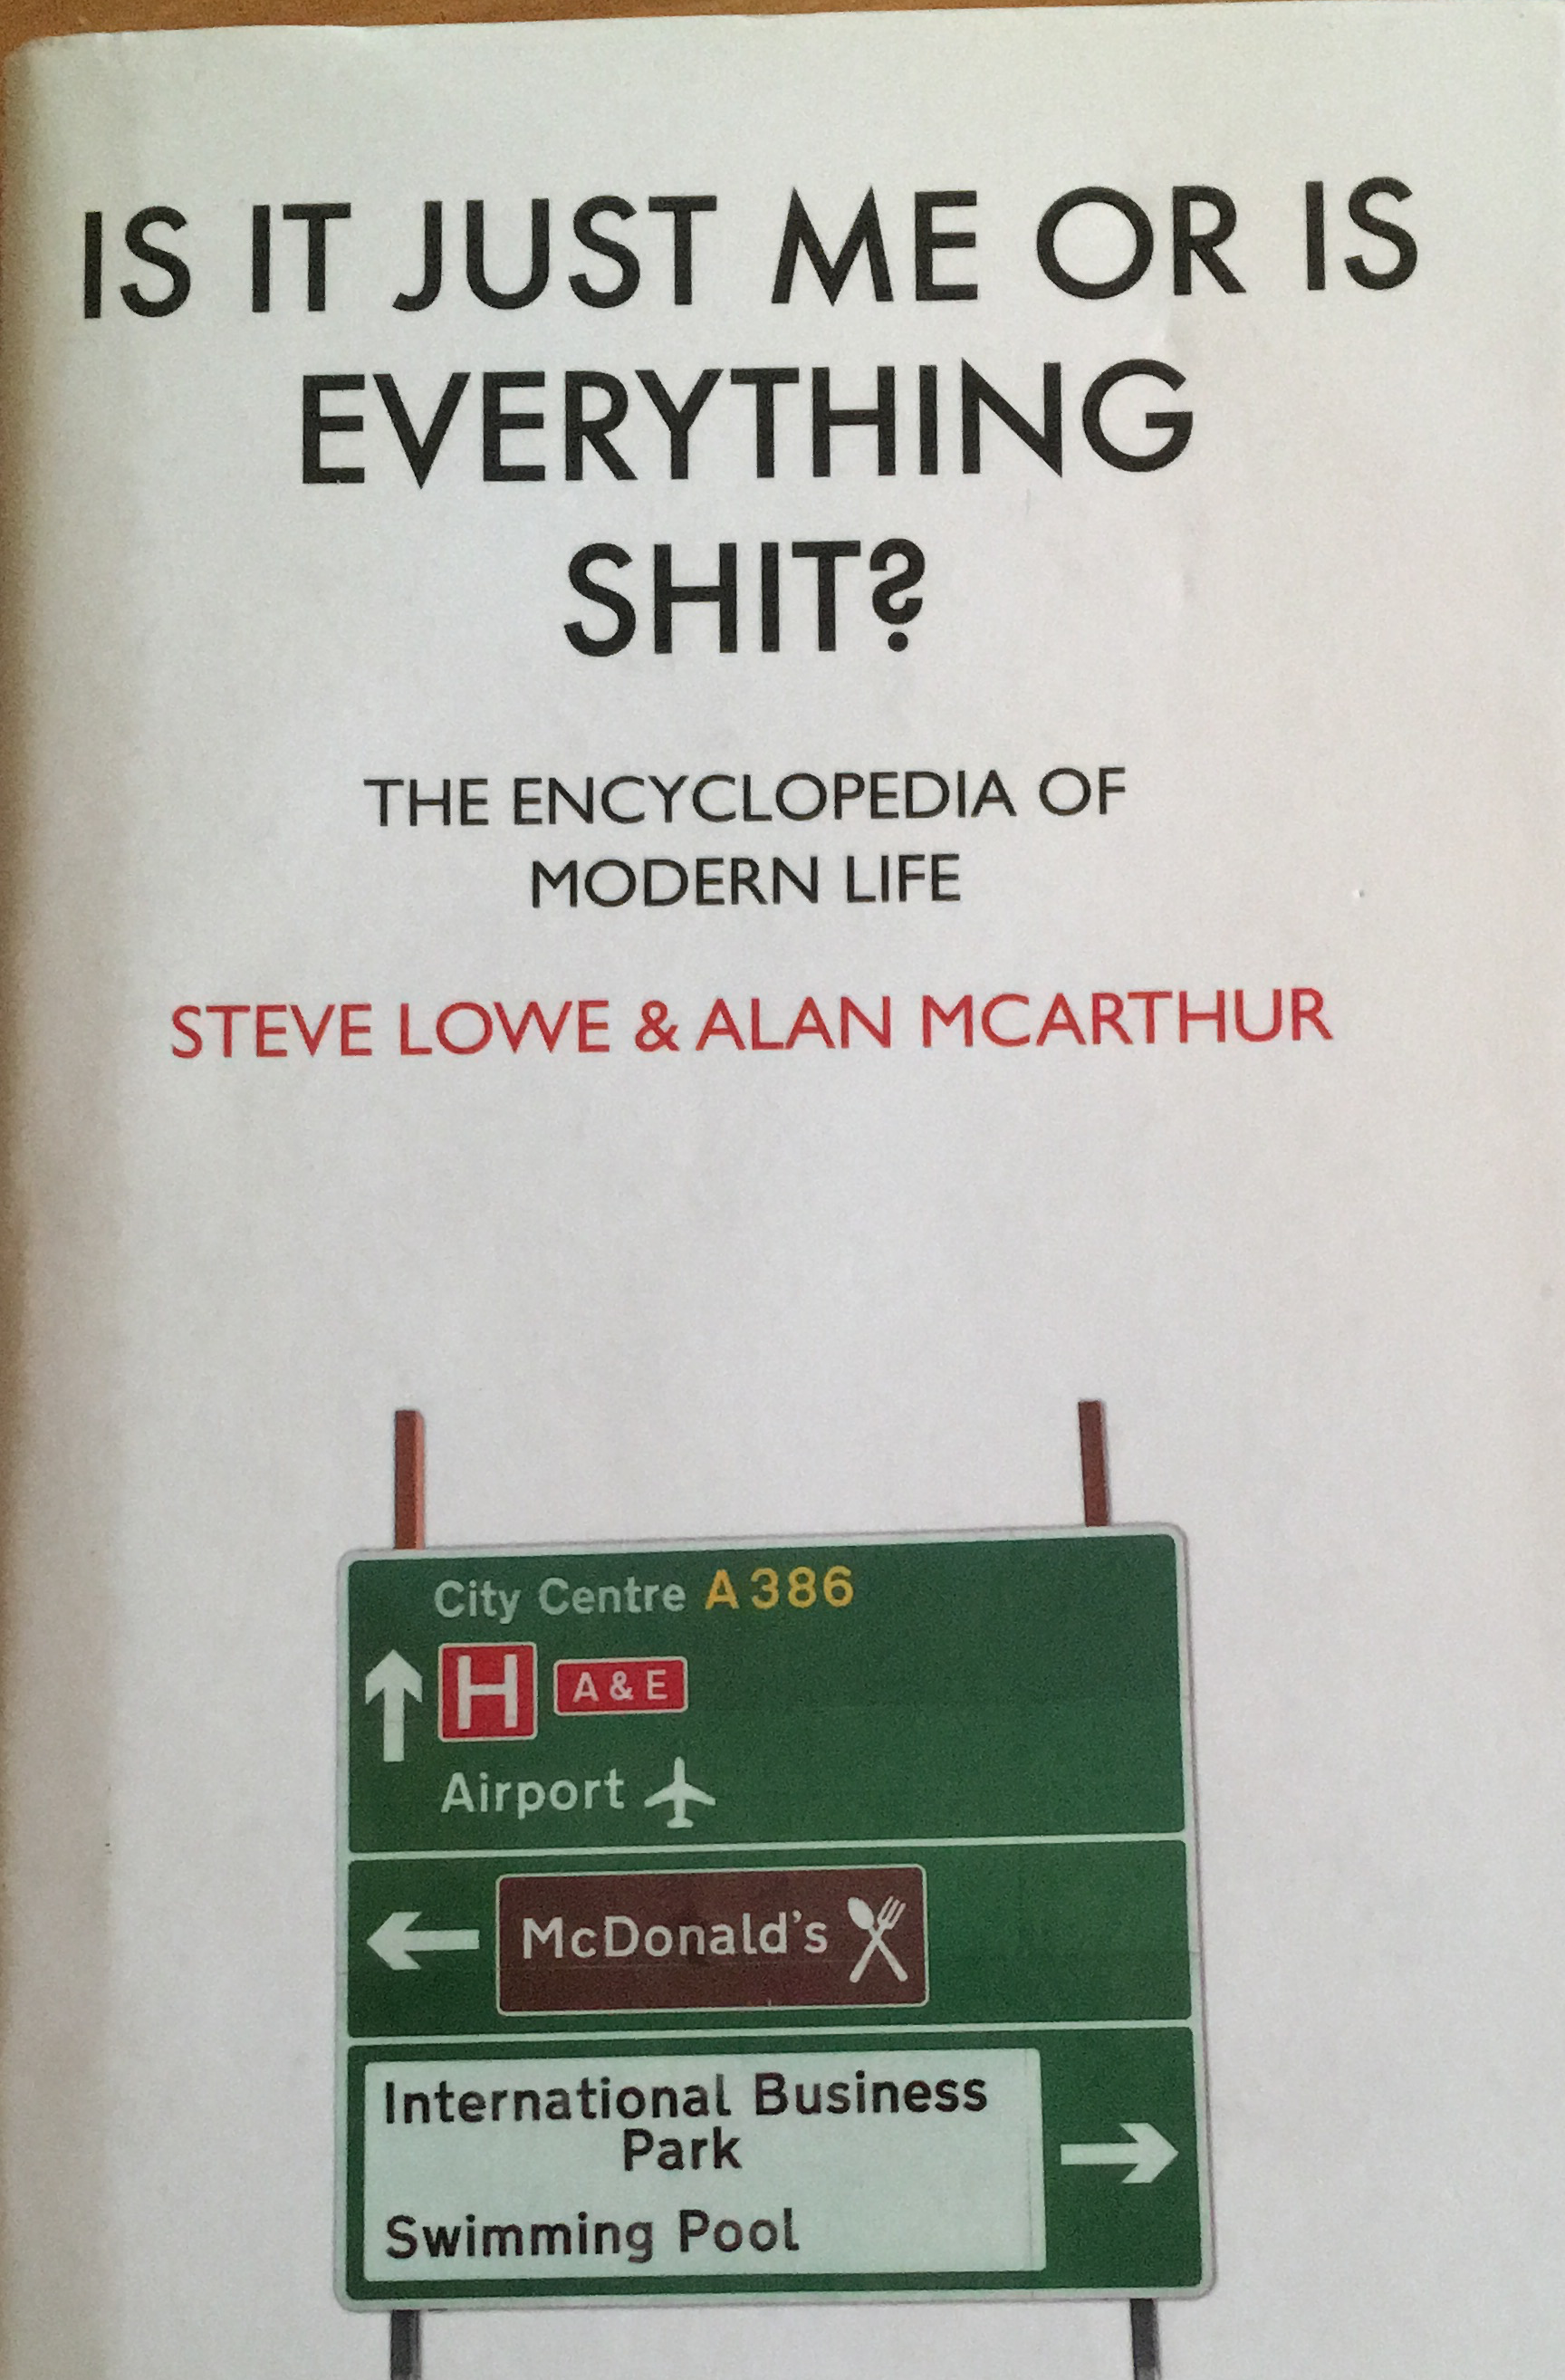 IS IT JUST ME OR IS
EVERYTHING
SHIT?
THE ENCYCLOPEDIA OF
MODERN LIFE
STEVE LOWE & ALAN MCARTHUR
City Centre A386
H A & E
Airport
McDonald's
International Business
Park
Swimming Pool